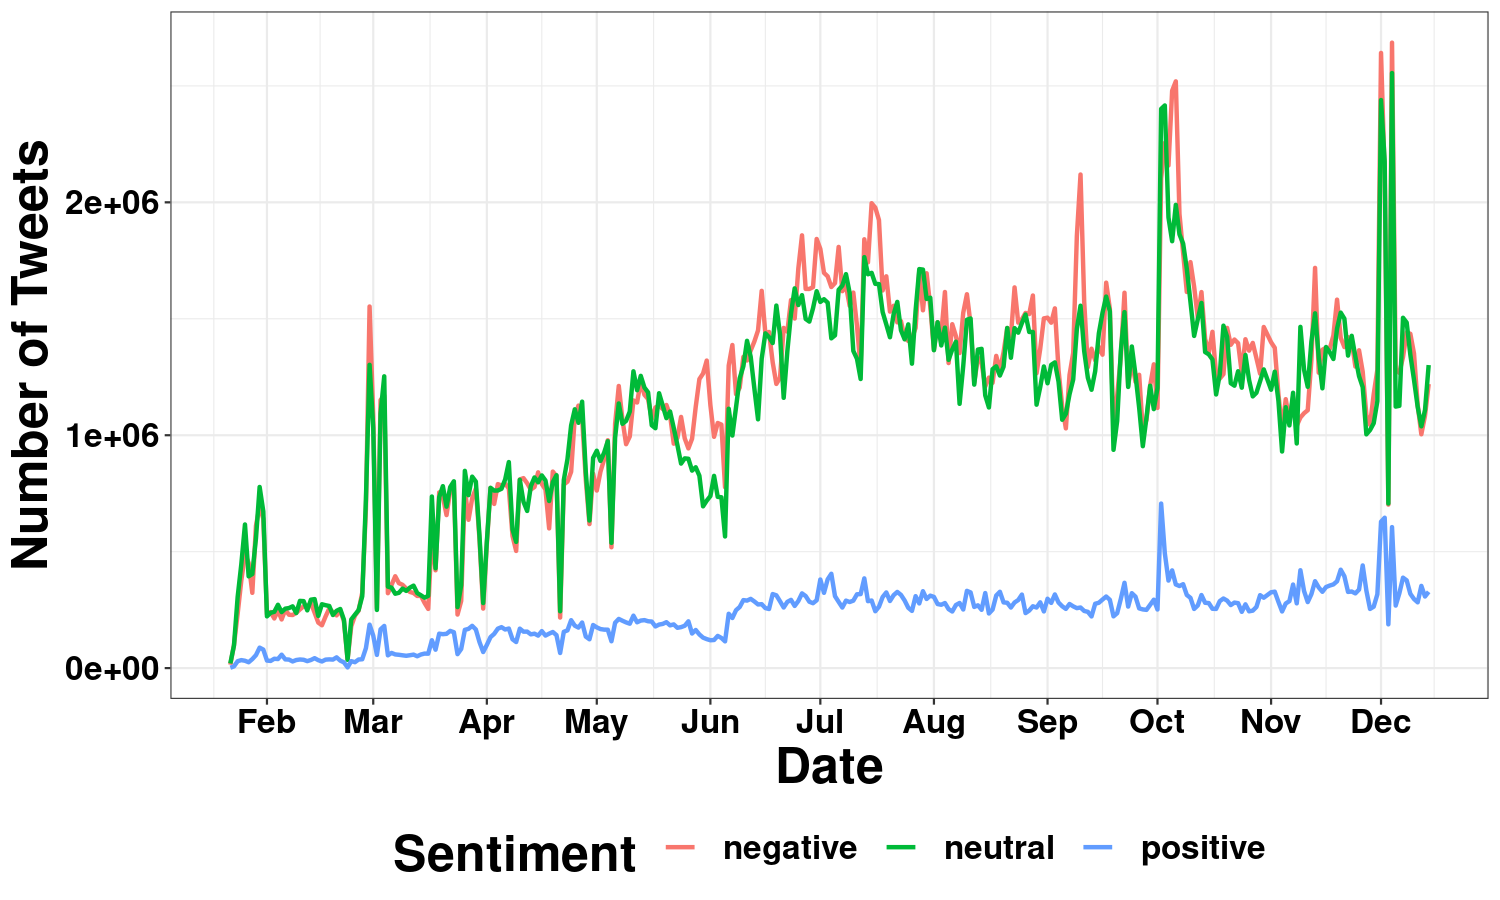 Number of Tweets
2e+06
1e+06
0e+00
Feb Mar Apr May Jun Jul Aug Sep Oct Nov Dec
Date
Sentiment negative neutral positive